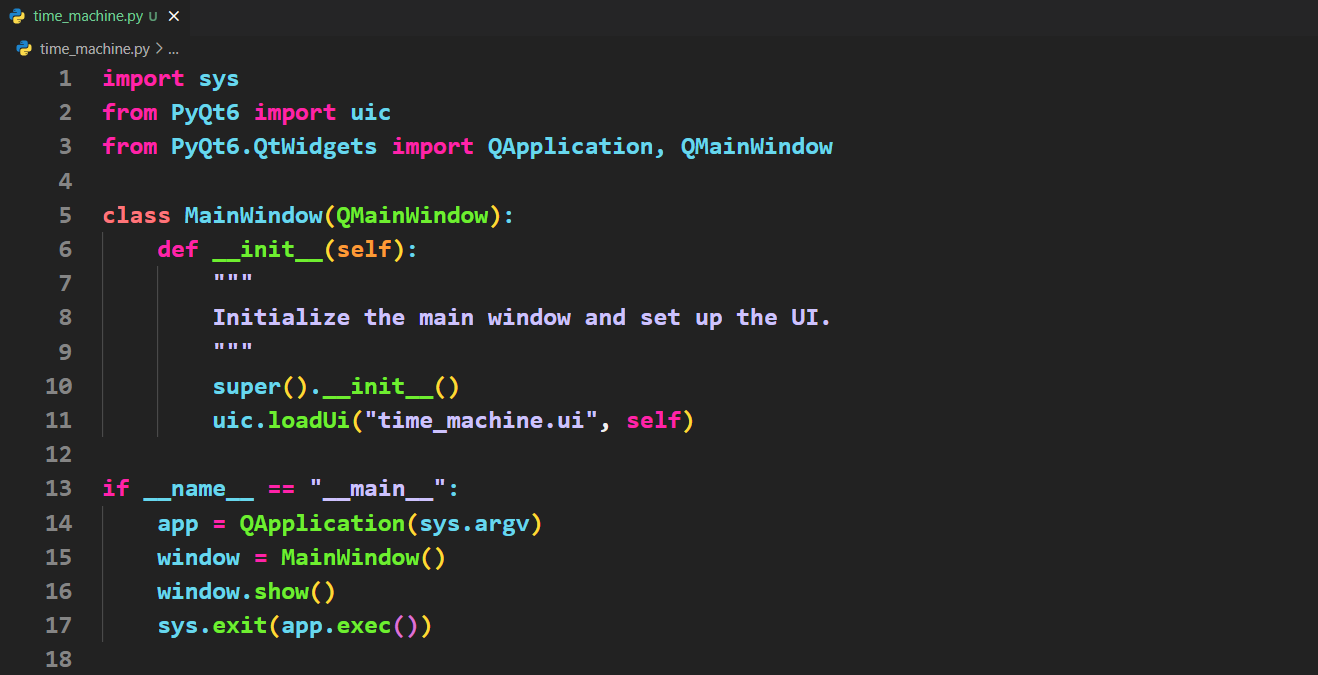 time_machine.py U ×
time_machine.py > ...
1 import sys
2 from PyQt6 import uic
3 from PyQt6.QtWidgets import QApplication, QMainWindow
4
5 class MainWindow(QMainWindow):
6     def __init__(self):
7         """
8         Initialize the main window and set up the UI.
9         """
10         super().__init__()
11         uic.loadUi("time_machine.ui", self)
12
13 if __name__ == "__main__":
14     app = QApplication(sys.argv)
15     window = MainWindow()
16     window.show()
17     sys.exit(app.exec())
18